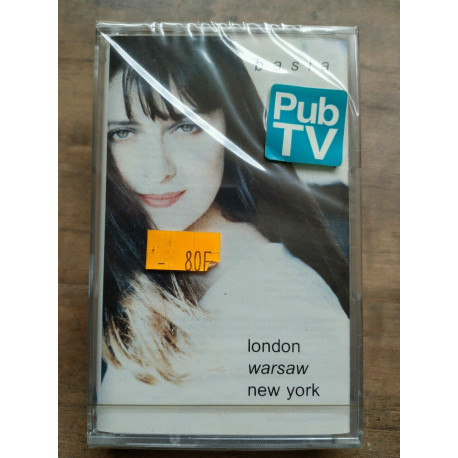 basia
Pub
TV
- 80F
london
warsaw
new york